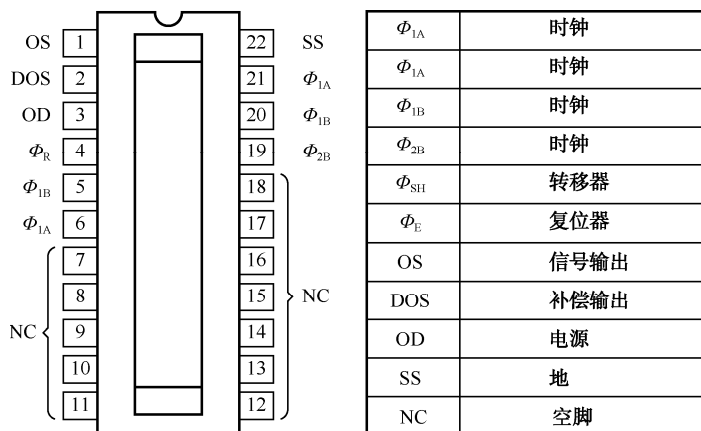 OS 1 22 SS
DOS 2 21 Φ1A
OD 3 20 Φ1B
ΦR 4 19 Φ2B
Φ1B 5 18
Φ1A 6 17
7 16
8 15 NC
NC 9 14
10 13
11 12
Φ1A 时钟
Φ1A 时钟
Φ1B 时钟
Φ2B 时钟
ΦSH 转移器
ΦE 复位器
OS 信号输出
DOS 补偿输出
OD 电源
SS 地
NC 空脚